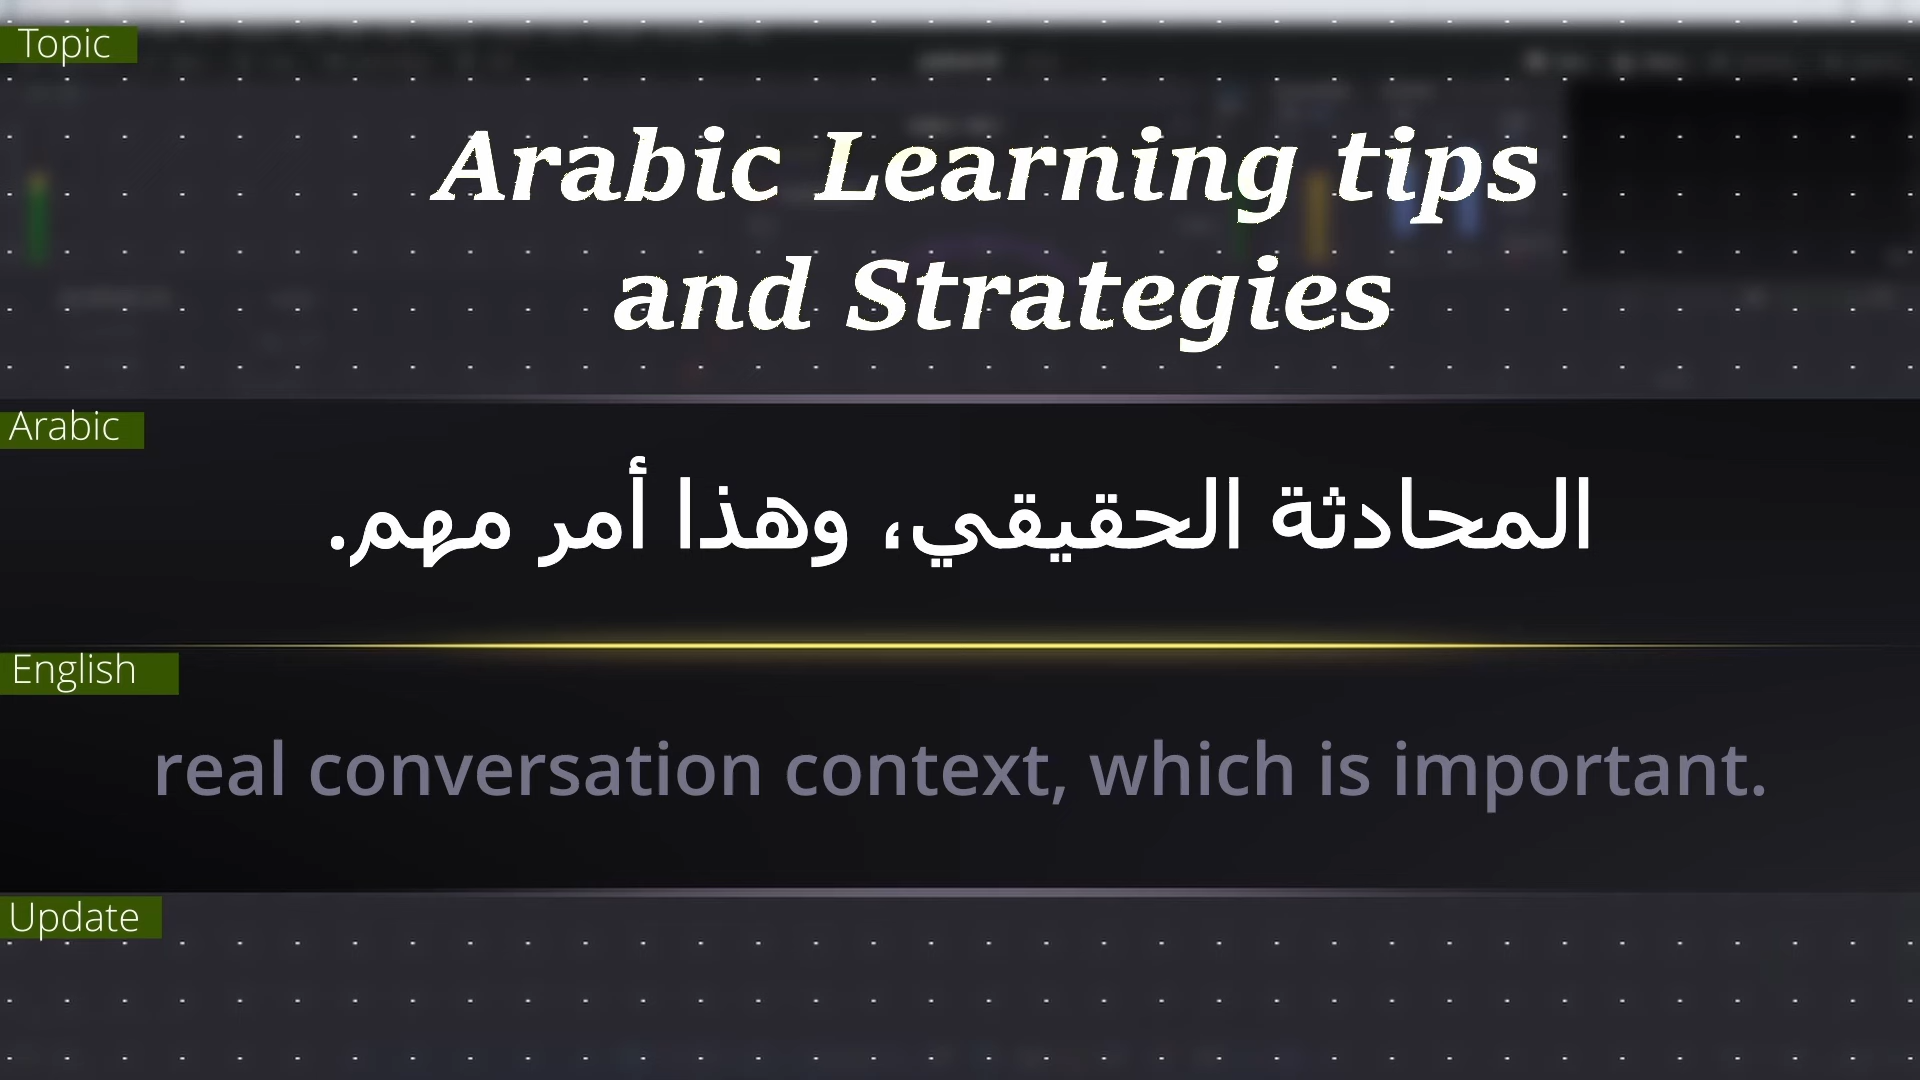 Topic
Arabic Learning tips
and Strategies
Arabic
المحادثة الحقيقي، وهذا أمر مهم.
English
real conversation context, which is important.
Update